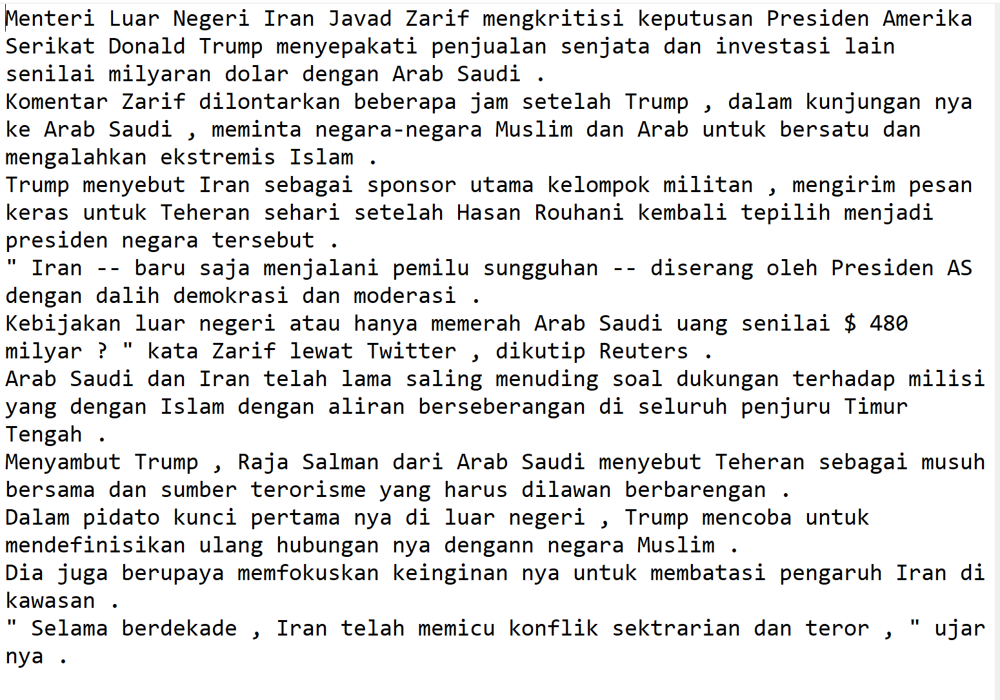 Menteri Luar Negeri Iran Javad Zarif mengkritisi keputusan Presiden Amerika
Serikat Donald Trump menyepakati penjualan senjata dan investasi lain
senilai milyaran dolar dengan Arab Saudi .
Komentar Zarif dilontarkan beberapa jam setelah Trump , dalam kunjungan nya
ke Arab Saudi , meminta negara-negara Muslim dan Arab untuk bersatu dan
mengalahkan ekstremis Islam .
Trump menyebut Iran sebagai sponsor utama kelompok militan , mengirim pesan
keras untuk Teheran sehari setelah Hasan Rouhani kembali tepilih menjadi
presiden negara tersebut .
" Iran -- baru saja menjalani pemilu sungguhan -- diserang oleh Presiden AS
dengan dalih demokrasi dan moderasi .
Kebijakan luar negeri atau hanya memerah Arab Saudi uang senilai $ 480
milyar ? " kata Zarif lewat Twitter , dikutip Reuters .
Arab Saudi dan Iran telah lama saling menuding soal dukungan terhadap milisi
yang dengan Islam dengan aliran berseberangan di seluruh penjuru Timur
Tengah .
Menyambut Trump , Raja Salman dari Arab Saudi menyebut Teheran sebagai musuh
bersama dan sumber terorisme yang harus dilawan berbarengan .
Dalam pidato kunci pertama nya di luar negeri , Trump mencoba untuk
mendefinisikan ulang hubungan nya dengann negara Muslim .
Dia juga berupaya memfokuskan keinginan nya untuk membatasi pengaruh Iran di
kawasan .
" Selama berdekade , Iran telah memicu konflik sektrarian dan teror , " ujar
nya .